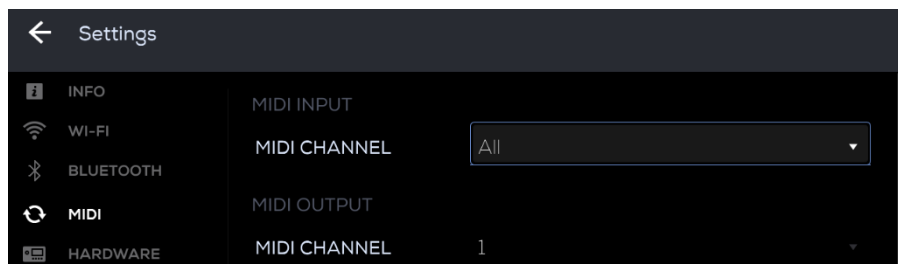 Settings
INFO
WI-FI
BLUETOOTH
MIDI
HARDWARE
MIDI INPUT
MIDI CHANNEL All
MIDI OUTPUT
MIDI CHANNEL 1